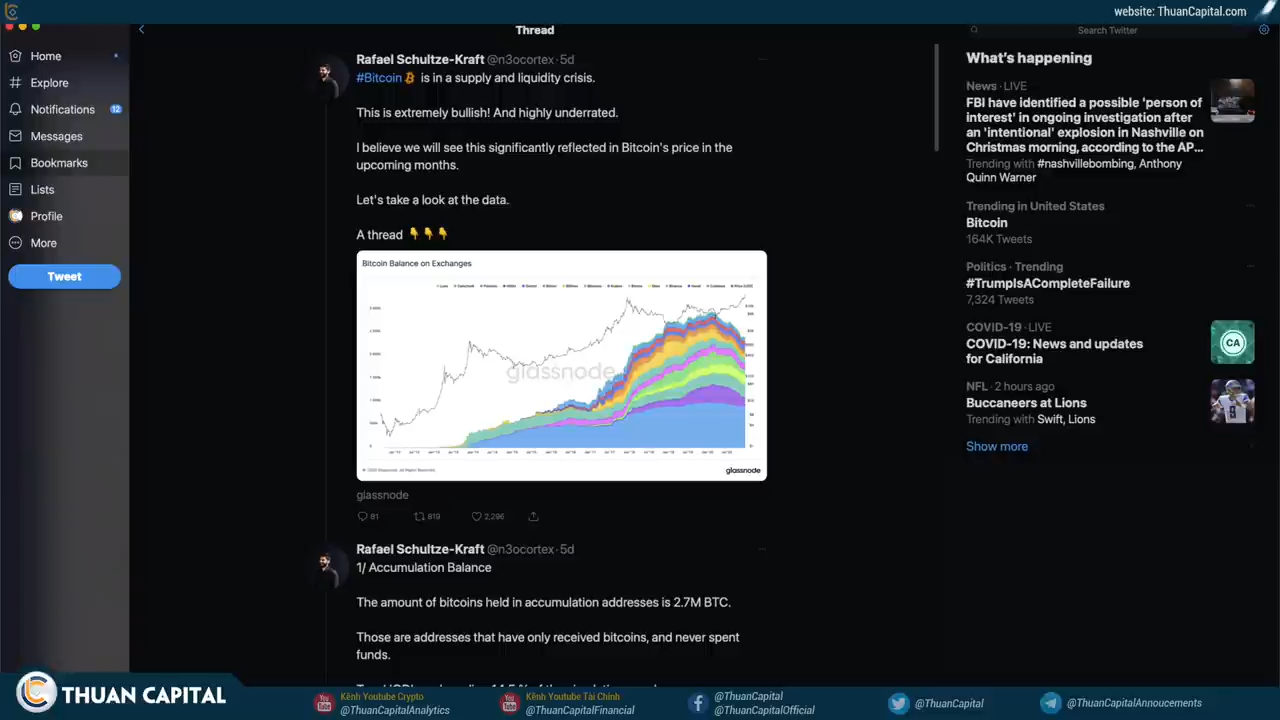 website: ThuanCapital.com
Thread
Search Twitter
Home
Explore
Notifications 12
Messages
Bookmarks
Lists
Profile
More
Tweet
Rafael Schultze-Kraft @n3ocortex · 5d
#Bitcoin is in a supply and liquidity crisis.
This is extremely bullish! And highly underrated.
I believe we will see this significantly reflected in Bitcoin's price in the
upcoming months.
Let's take a look at the data.
A thread 👇👇👇
Bitcoin Balance on Exchanges
glassnode
glassnode
glassnode
81 819 2,296
Rafael Schultze-Kraft @n3ocortex · 5d
1/ Accumulation Balance
The amount of bitcoins held in accumulation addresses is 2.7M BTC.
Those are addresses that have only received bitcoins, and never spent
funds.
What's happening
News · LIVE
FBI have identified a possible 'person of
interest' in ongoing investigation after
an 'intentional' explosion in Nashville on
Christmas morning, according to the AP...
Trending with #nashvillebombing, Anthony
Quinn Warner
Trending in United States
Bitcoin
164K Tweets
Politics · Trending
#TrumpIsACompleteFailure
7,324 Tweets
COVID-19 · LIVE
COVID-19: News and updates
for California
CA
NFL · 2 hours ago
Buccaneers at Lions
Trending with Swift, Lions
Show more
THUAN CAPITAL
You Tube
Kênh Youtube Crypto
@ThuanCapitalAnalytics
You Tube
Kênh Youtube Tài Chính
@ThuanCapitalFinancial
@ThuanCapital
@ThuanCapitalOfficial
@ThuanCapital
@ThuanCapitalAnnoucements